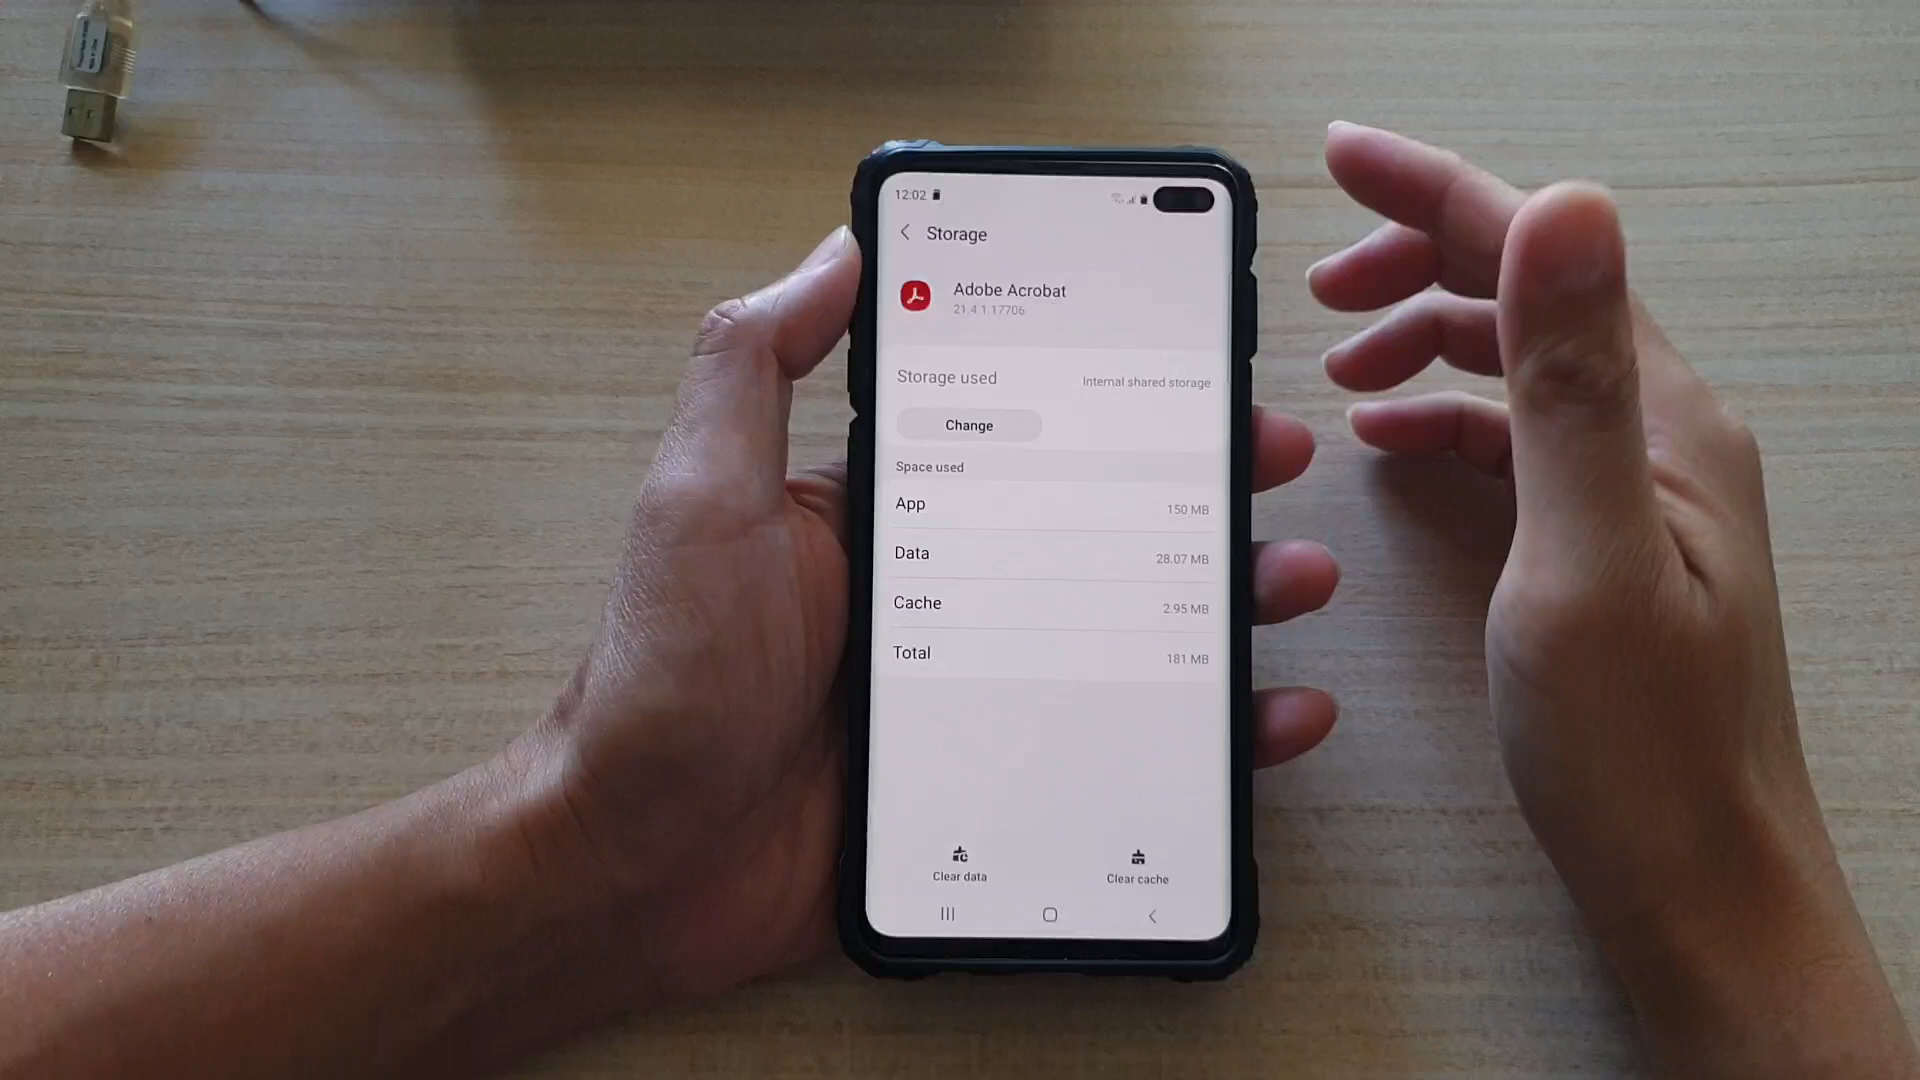 12:02
Storage
Adobe Acrobat
21.4.1.17706
Storage used
Internal shared storage
Change
Space used
App
150 MB
Data
28.07 MB
Cache
2.95 MB
Total
181 MB
Clear data
Clear cache